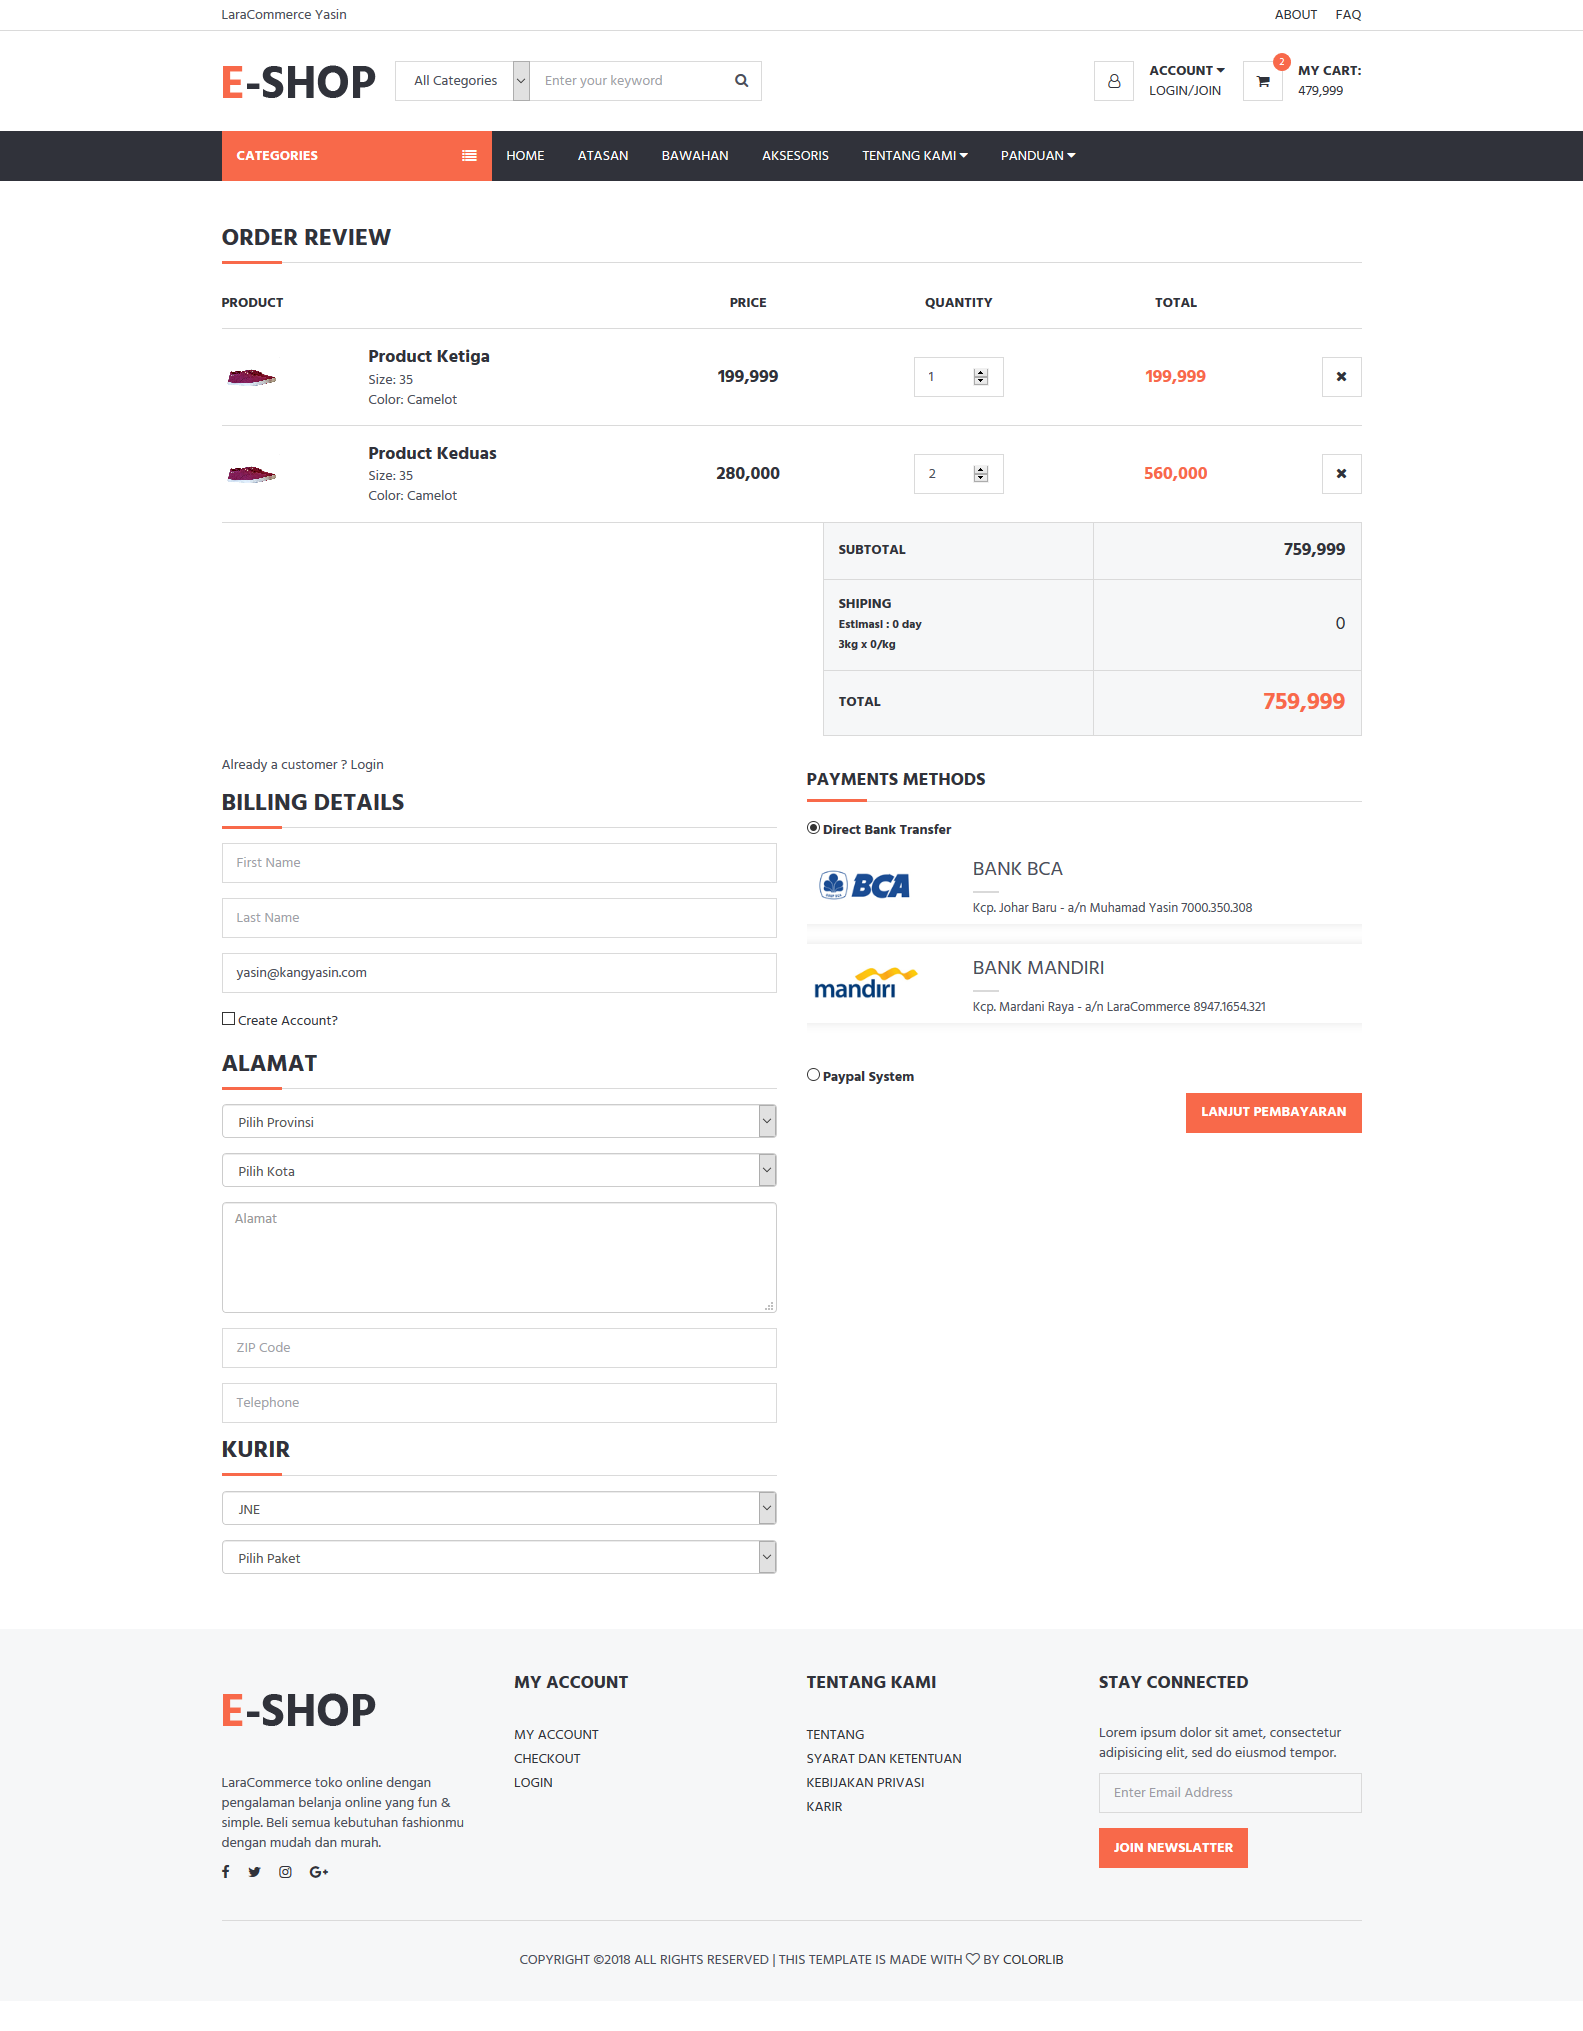 LaraCommerce Yasin
ABOUT FAQ
E-SHOP
All Categories
Enter your keyword
ACCOUNT
LOGIN/JOIN
2
MY CART:
479,999
CATEGORIES
HOME ATASAN BAWAHAN AKSESORIS TENTANG KAMI PANDUAN
ORDER REVIEW
PRODUCT PRICE QUANTITY TOTAL
Product Ketiga
Size: 35
Color: Camelot
199,999 1 199,999
Product Keduas
Size: 35
Color: Camelot
280,000 2 560,000
SUBTOTAL 759,999
SHIPING
Estimasi : 0 day
3kg x 0/kg
0
TOTAL 759,999
Already a customer ? Login
BILLING DETAILS
First Name
Last Name
yasin@kangyasin.com
Create Account?
ALAMAT
Pilih Provinsi
Pilih Kota
Alamat
ZIP Code
Telephone
KURIR
JNE
Pilih Paket
PAYMENTS METHODS
Direct Bank Transfer
BCA
BANK BCA
Kcp. Johar Baru - a/n Muhamad Yasin 7000.350.308
mandiri
BANK MANDIRI
Kcp. Mardani Raya - a/n LaraCommerce 8947.1654.321
Paypal System
LANJUT PEMBAYARAN
E-SHOP
LaraCommerce toko online dengan
pengalaman belanja online yang fun &
simple. Beli semua kebutuhan fashionmu
dengan mudah dan murah.
MY ACCOUNT
MY ACCOUNT
CHECKOUT
LOGIN
TENTANG KAMI
TENTANG
SYARAT DAN KETENTUAN
KEBIJAKAN PRIVASI
KARIR
STAY CONNECTED
Lorem ipsum dolor sit amet, consectetur
adipisicing elit, sed do eiusmod tempor.
Enter Email Address
JOIN NEWSLATTER
COPYRIGHT ©2018 ALL RIGHTS RESERVED | THIS TEMPLATE IS MADE WITH ♡ BY COLORLIB